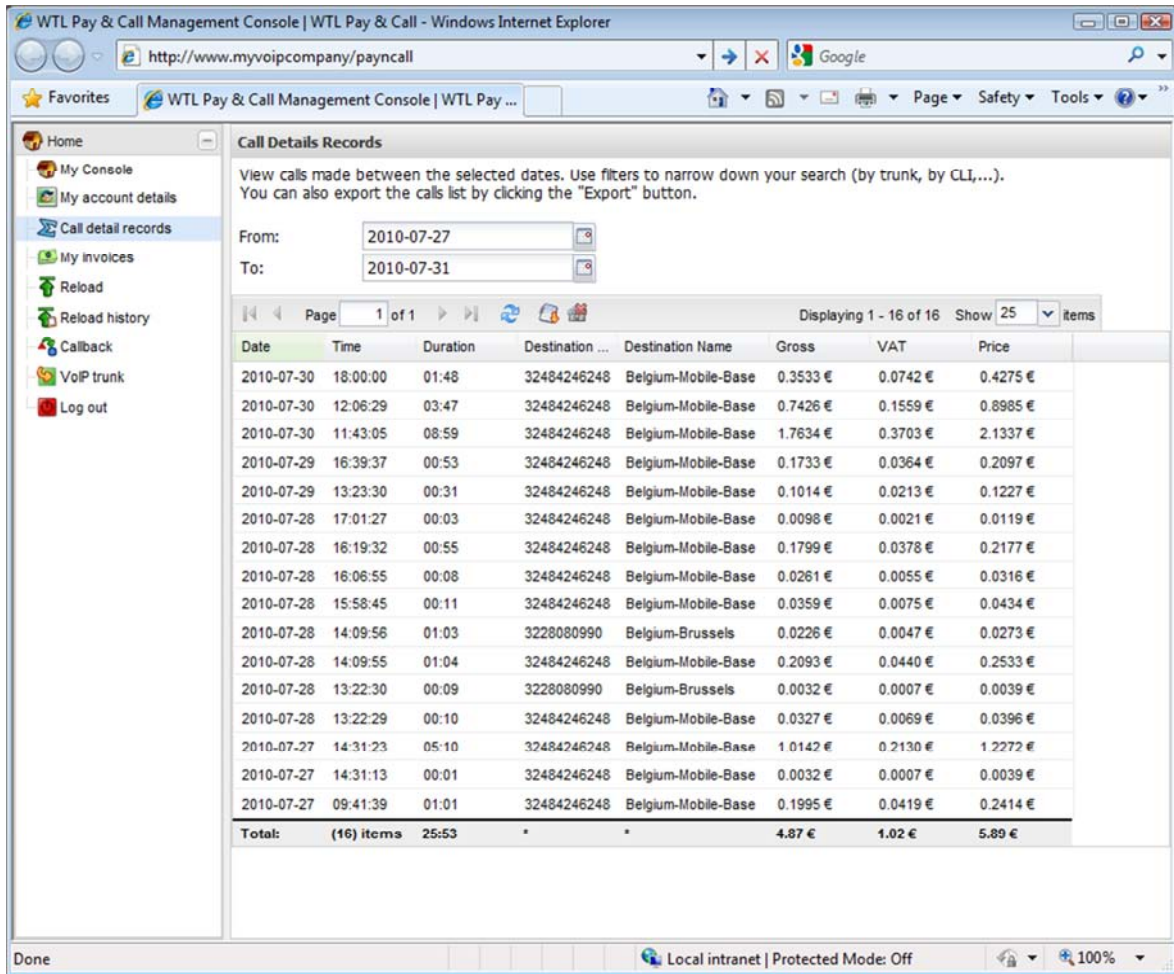 WTL Pay & Call Management Console | WTL Pay & Call - Windows Internet Explorer
http://www.myvoipcompany/payncall
Google
Favorites
WTL Pay & Call Management Console | WTL Pay ...
Page Safety Tools
Home
My Console
My account details
Call detail records
My invoices
Reload
Reload history
Callback
VoIP trunk
Log out
Call Details Records
View calls made between the selected dates. Use filters to narrow down your search (by trunk, by CLI,...).
You can also export the calls list by clicking the "Export" button.
From: 2010-07-27
To: 2010-07-31
Page 1 of 1 Displaying 1 - 16 of 16 Show 25 items
Date Time Duration Destination ... Destination Name Gross VAT Price
2010-07-30 18:00:00 01:48 32484246248 Belgium-Mobile-Base 0.3533 € 0.0742 € 0.4275 €
2010-07-30 12:06:29 03:47 32484246248 Belgium-Mobile-Base 0.7426 € 0.1559 € 0.8985 €
2010-07-30 11:43:05 08:59 32484246248 Belgium-Mobile-Base 1.7634 € 0.3703 € 2.1337 €
2010-07-29 16:39:37 00:53 32484246248 Belgium-Mobile-Base 0.1733 € 0.0364 € 0.2097 €
2010-07-29 13:23:30 00:31 32484246248 Belgium-Mobile-Base 0.1014 € 0.0213 € 0.1227 €
2010-07-28 17:01:27 00:03 32484246248 Belgium-Mobile-Base 0.0098 € 0.0021 € 0.0119 €
2010-07-28 16:19:32 00:55 32484246248 Belgium-Mobile-Base 0.1799 € 0.0378 € 0.2177 €
2010-07-28 16:06:55 00:08 32484246248 Belgium-Mobile-Base 0.0261 € 0.0055 € 0.0316 €
2010-07-28 15:58:45 00:11 32484246248 Belgium-Mobile-Base 0.0359 € 0.0075 € 0.0434 €
2010-07-28 14:09:56 01:03 3228080990 Belgium-Brussels 0.0226 € 0.0047 € 0.0273 €
2010-07-28 14:09:55 01:04 32484246248 Belgium-Mobile-Base 0.2093 € 0.0440 € 0.2533 €
2010-07-28 13:22:30 00:09 3228080990 Belgium-Brussels 0.0032 € 0.0007 € 0.0039 €
2010-07-28 13:22:29 00:10 32484246248 Belgium-Mobile-Base 0.0327 € 0.0069 € 0.0396 €
2010-07-27 14:31:23 05:10 32484246248 Belgium-Mobile-Base 1.0142 € 0.2130 € 1.2272 €
2010-07-27 14:31:13 00:01 32484246248 Belgium-Mobile-Base 0.0032 € 0.0007 € 0.0039 €
2010-07-27 09:41:39 01:01 32484246248 Belgium-Mobile-Base 0.1995 € 0.0419 € 0.2414 €
Total: (16) items 25:53 * * 4.87 € 1.02 € 5.89 €
Done Local intranet | Protected Mode: Off 100%